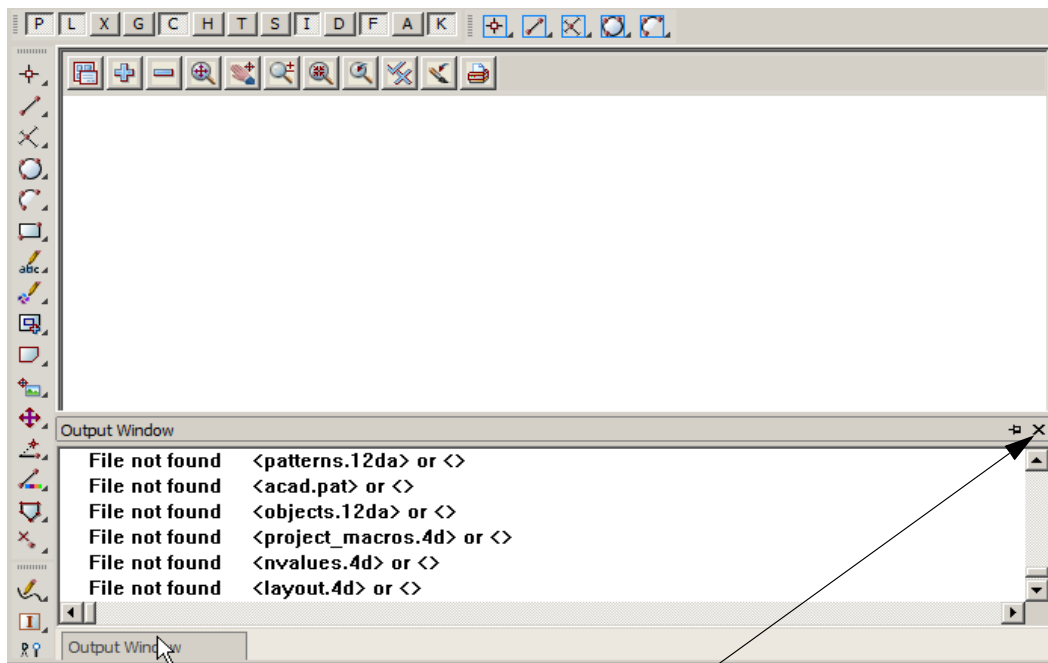 P L X G C H T S I D F A K
abc
Output Window
File not found <patterns.12da> or <>
File not found <acad.pat> or <>
File not found <objects.12da> or <>
File not found <project_macros.4d> or <>
File not found <nvalues.4d> or <>
File not found <layout.4d> or <>
I
R
Output Window